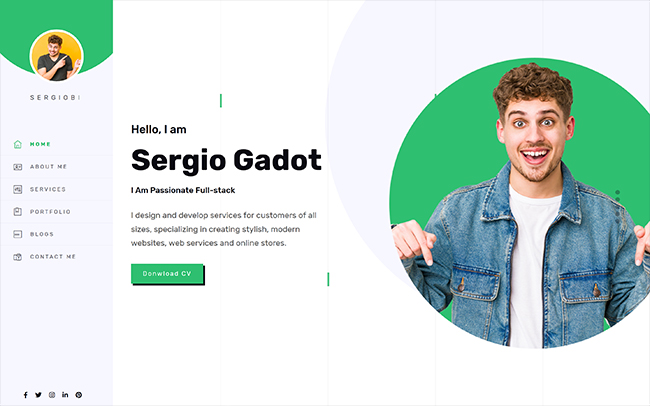 SERGIOBI
HOME
ABOUT ME
SERVICES
PORTFOLIO
BLOGS
CONTACT ME
Hello, I am
Sergio Gadot
I Am Passionate Full-stack
I design and develop services for customers of all
sizes, specializing in creating stylish, modern
websites, web services and online stores.
Donwload CV